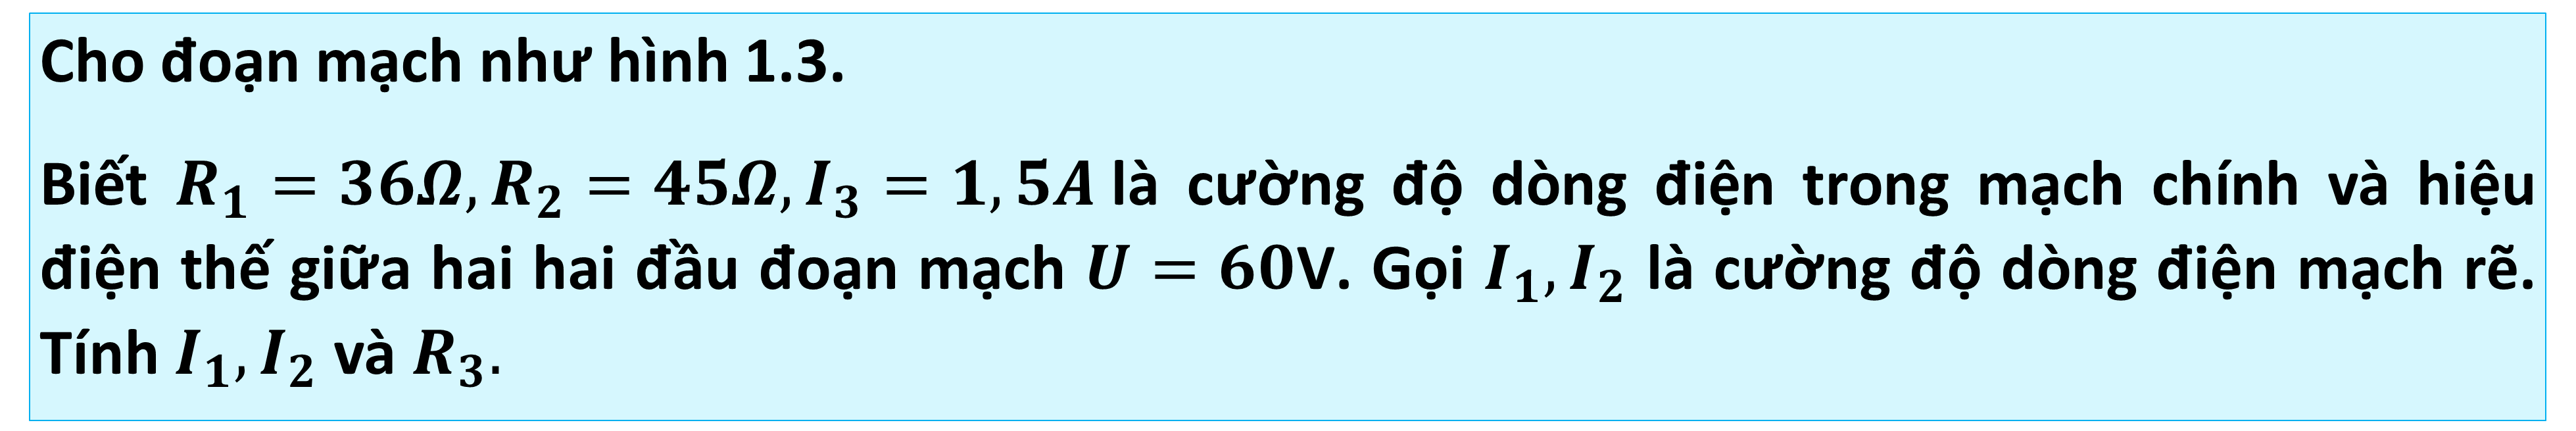 Cho đoạn mạch như hình 1.3.
Biết R₁ = 36Ω, R₂ = 45Ω, I₃ = 1, 5A là cường độ dòng điện trong mạch chính và hiệu
điện thế giữa hai hai đầu đoạn mạch U = 60V. Gọi I₁, I₂ là cường độ dòng điện mạch rẽ.
Tính I₁, I₂ và R₃.